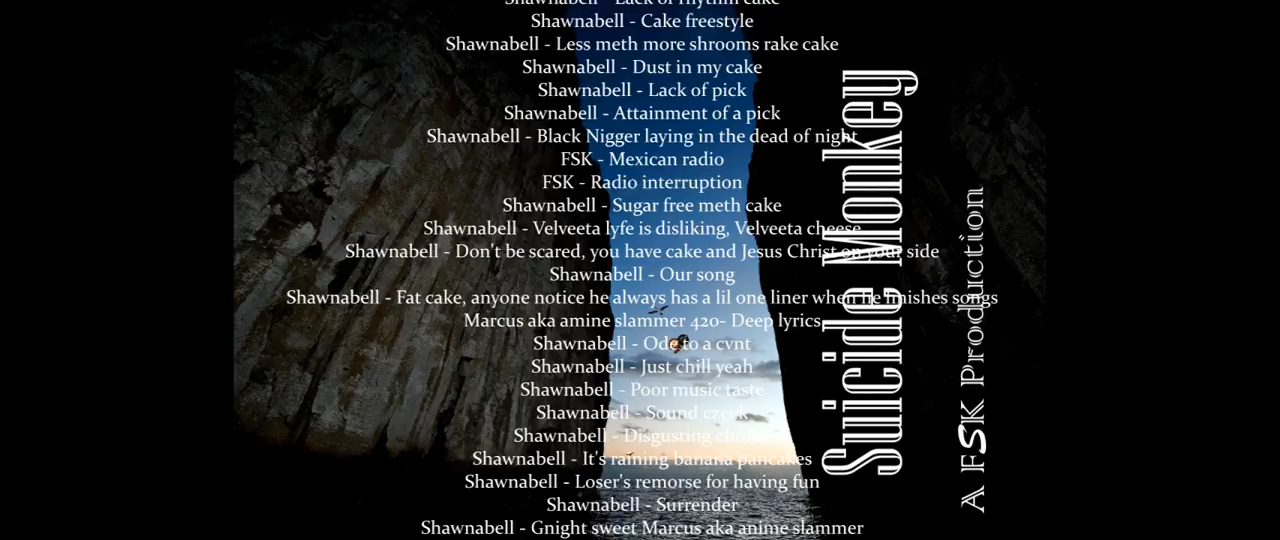 Shawnabell - Lack of rhythm cake
Shawnabell - Cake freestyle
Shawnabell - Less meth more shrooms rake cake
Shawnabell - Dust in my cake
Shawnabell - Lack of pick
Shawnabell - Attainment of a pick
Shawnabell - Black Nigger laying in the dead of night
FSK - Mexican radio
FSK - Radio interruption
Shawnabell - Sugar free meth cake
Shawnabell - Velveeta lyfe is disliking, Velveeta cheese
Shawnabell - Don't be scared, you have cake and Jesus Christ on your side
Shawnabell - Our song
Shawnabell - Fat cake, anyone notice he always has a lil one liner when he finishes songs
Marcus aka amine slammer 420- Deep lyrics
Shawnabell - Ode to a cvnt
Shawnabell - Just chill yeah
Shawnabell - Poor music taste
Shawnabell - Sound
Shawnabell - Disgusting
Shawnabell - It's raining banana pancakes
Shawnabell - Loser's remorse for having fun
Shawnabell - Surrender
Shawnabell - Gnight sweet Marcus aka anime slammer
Suicide Monkey
A FSK Production